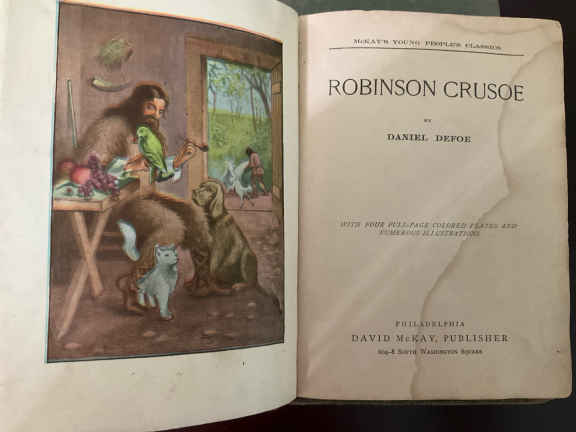 McKAY'S YOUNG PEOPLE'S CLASSICS
ROBINSON CRUSOE
BY
DANIEL DEFOE
WITH FOUR FULL-PAGE COLORED PLATES AND
NUMEROUS ILLUSTRATIONS
PHILADELPHIA
DAVID McKAY, PUBLISHER
604-8 SOUTH WASHINGTON SQUARE